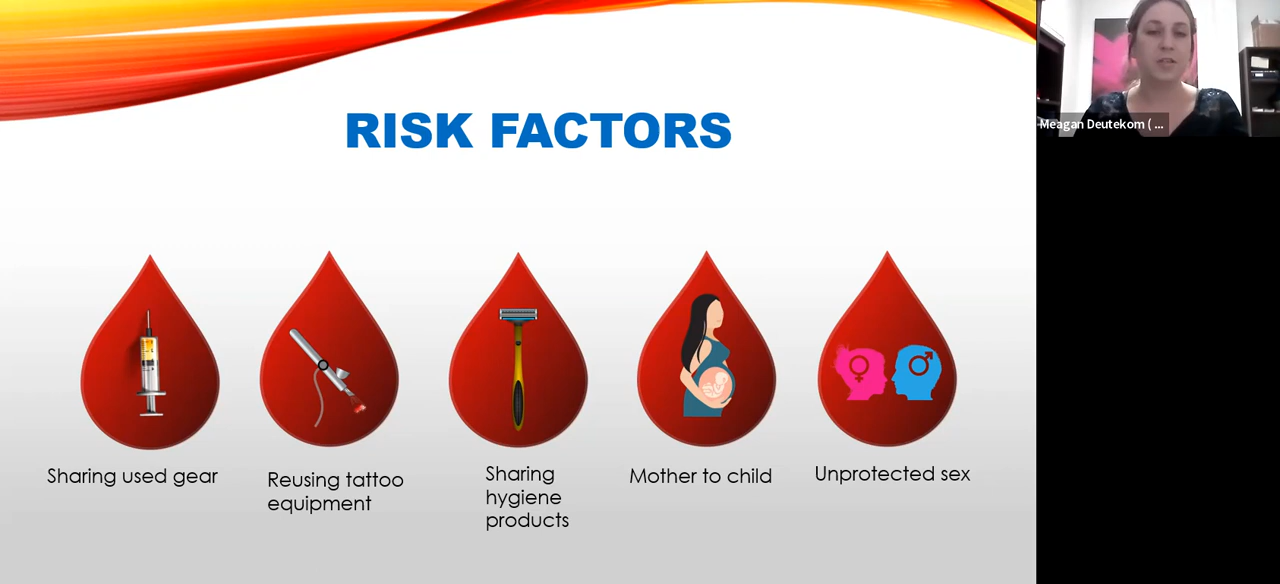 RISK FACTORS
Meagan Deutekom ( ...
Sharing used gear
Reusing tattoo
equipment
Sharing
hygiene
products
Mother to child
Unprotected sex